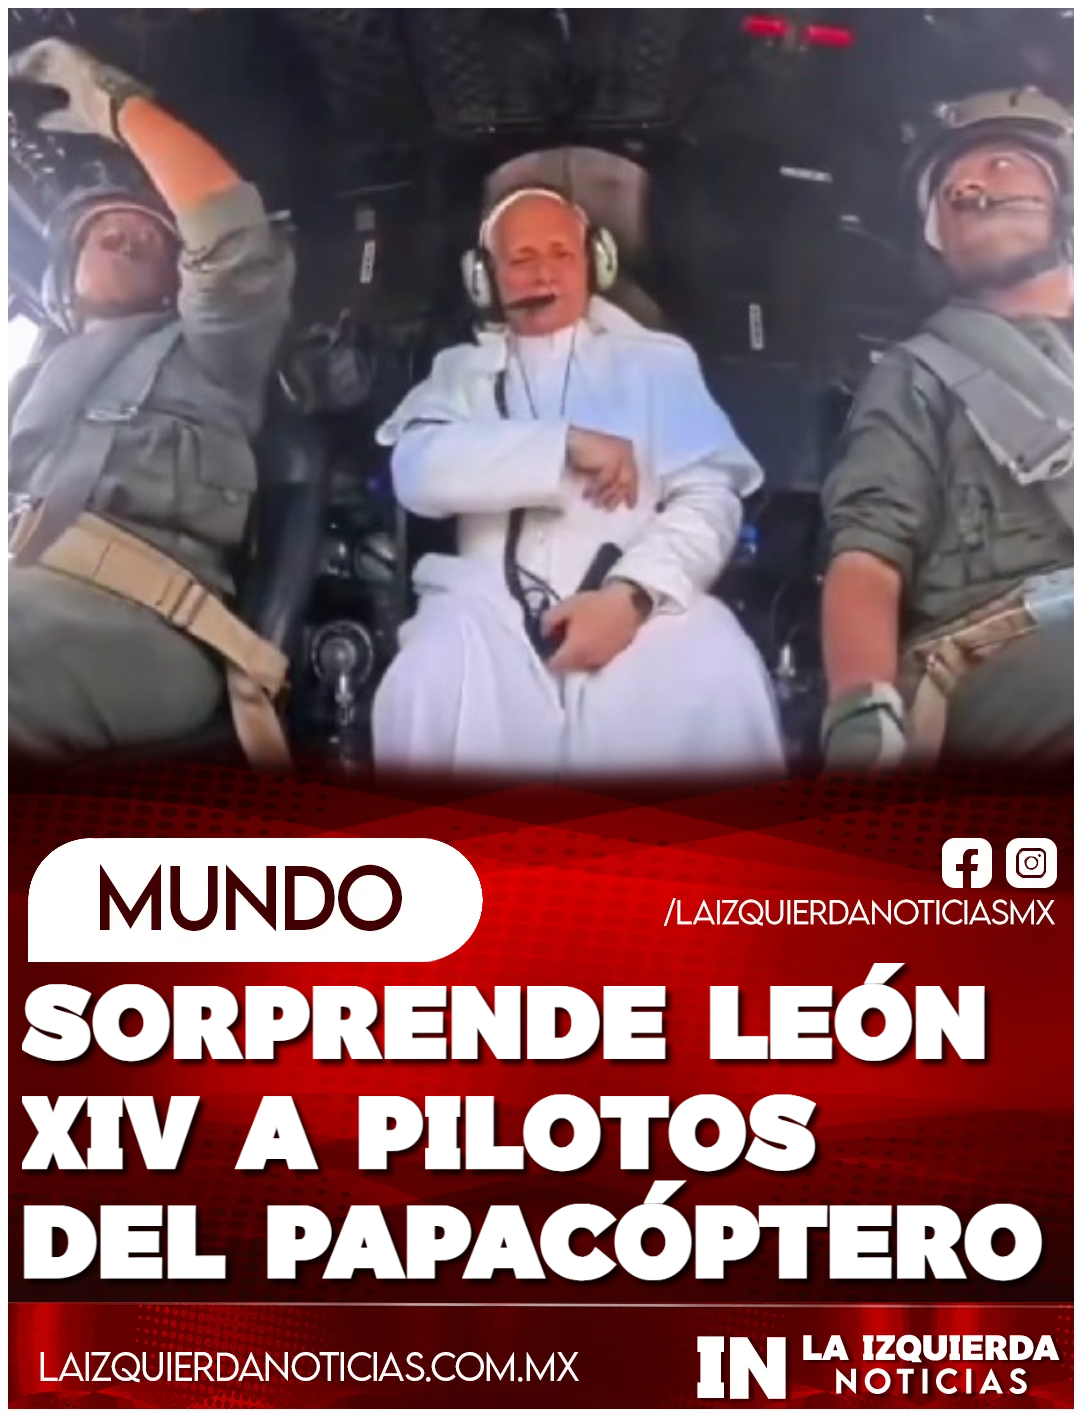 MUNDO
/LAIZQUIERDANOTICIASMX
SORPRENDE LEÓN
XIV A PILOTOS
DEL PAPACÓPTERO
LAIZQUIERDANOTICIAS.COM.MX
IN LA IZQUIERDA
NOTICIAS